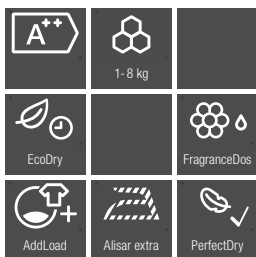 A++
1- 8 kg
EcoDry
FragranceDos
AddLoad
Alisar extra
PerfectDry